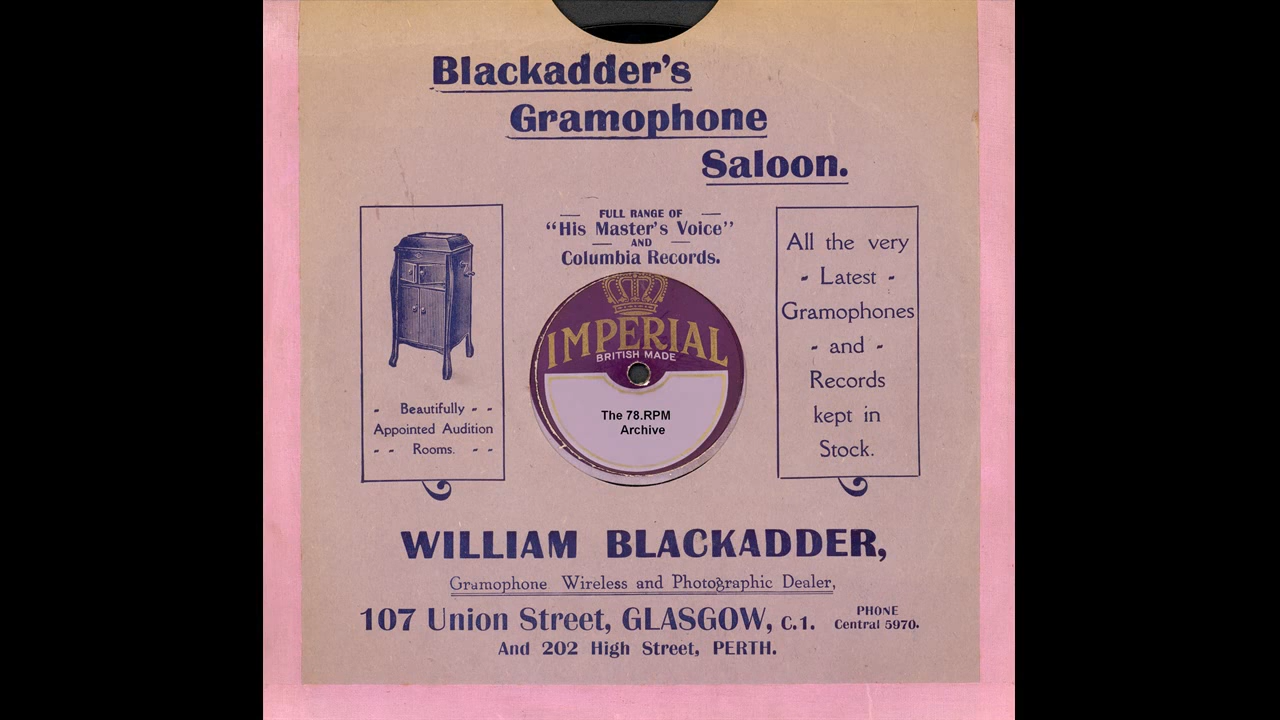 Blackadder's
Gramophone
Saloon.
FULL RANGE OF
"His Master's Voice"
AND
Columbia Records.
- Beautifully - -
Appointed Audition
- - Rooms. - -
IMPERIAL
BRITISH MADE
The 78.RPM
Archive
All the very
- Latest -
Gramophones
- and -
Records
kept in
Stock.
WILLIAM BLACKADDER,
Gramophone Wireless and Photographic Dealer,
107 Union Street, GLASGOW, C.1.
PHONE
Central 5970.
And 202 High Street, PERTH.